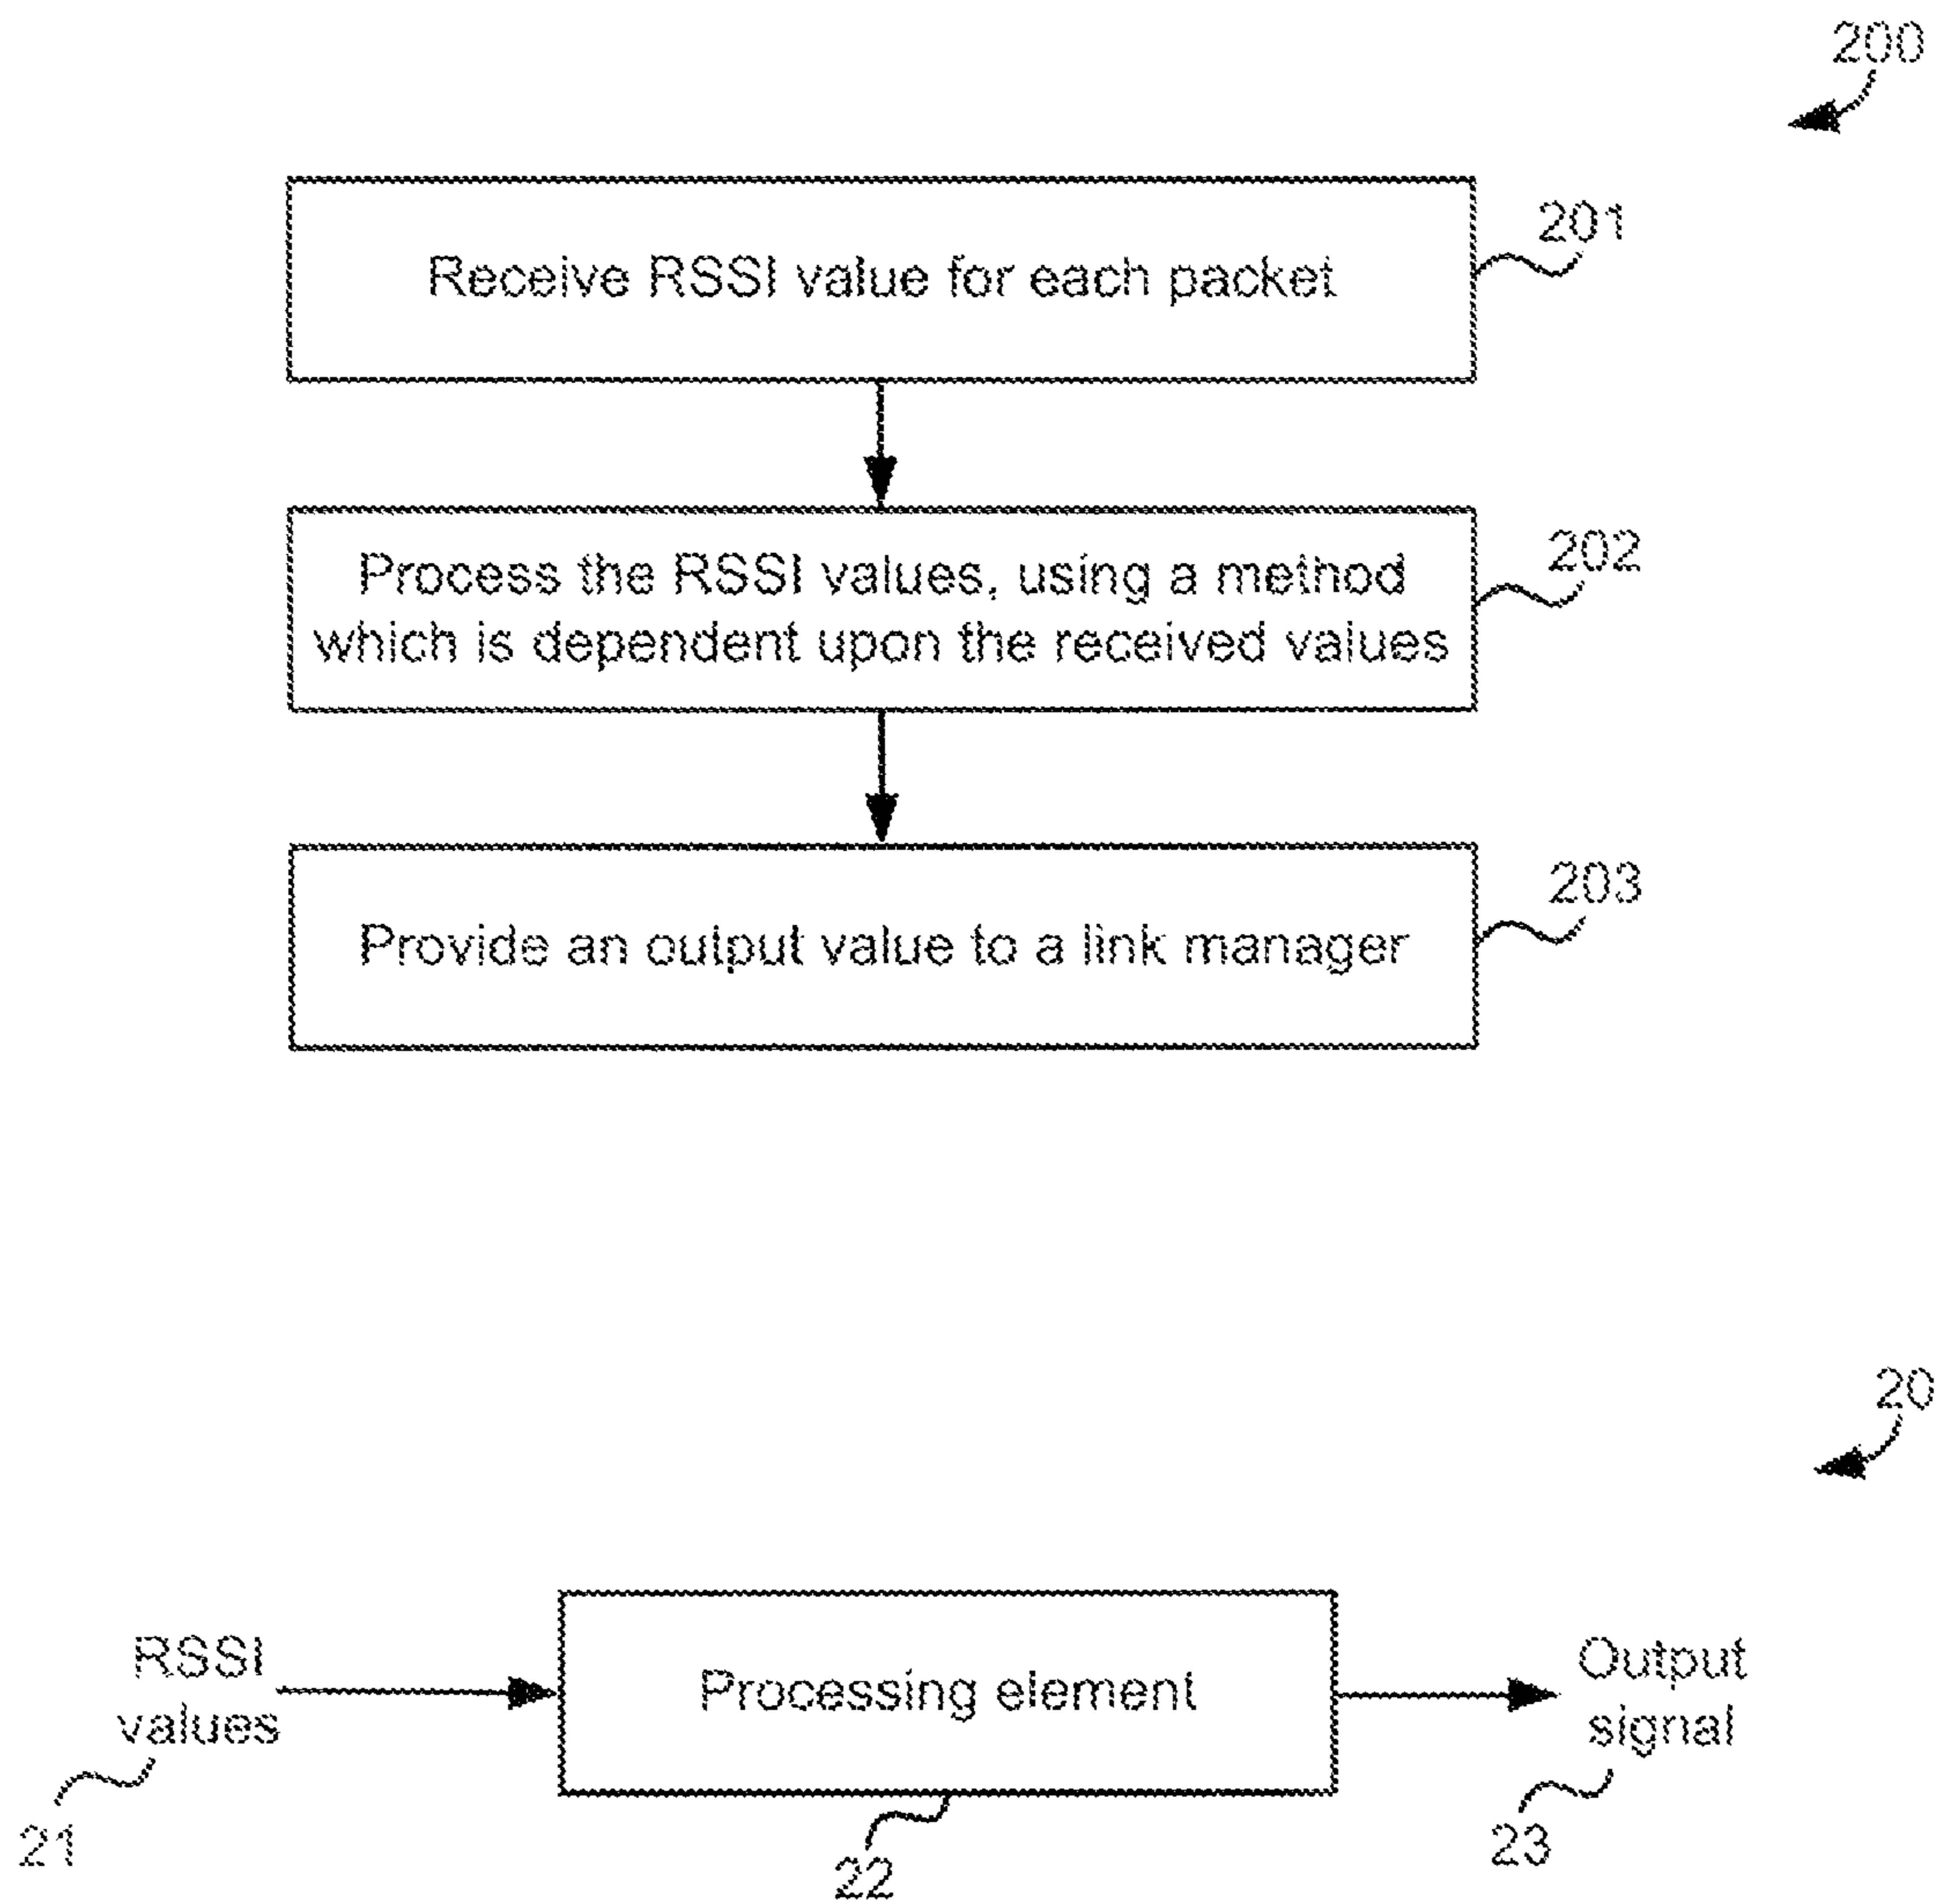 200
Receive RSSI value for each packet
201
Process the RSSI values, using a method
which is dependent upon the received values
202
Provide an output value to a link manager
203
20
RSSI
values
21
Processing element
22
Output
signal
23